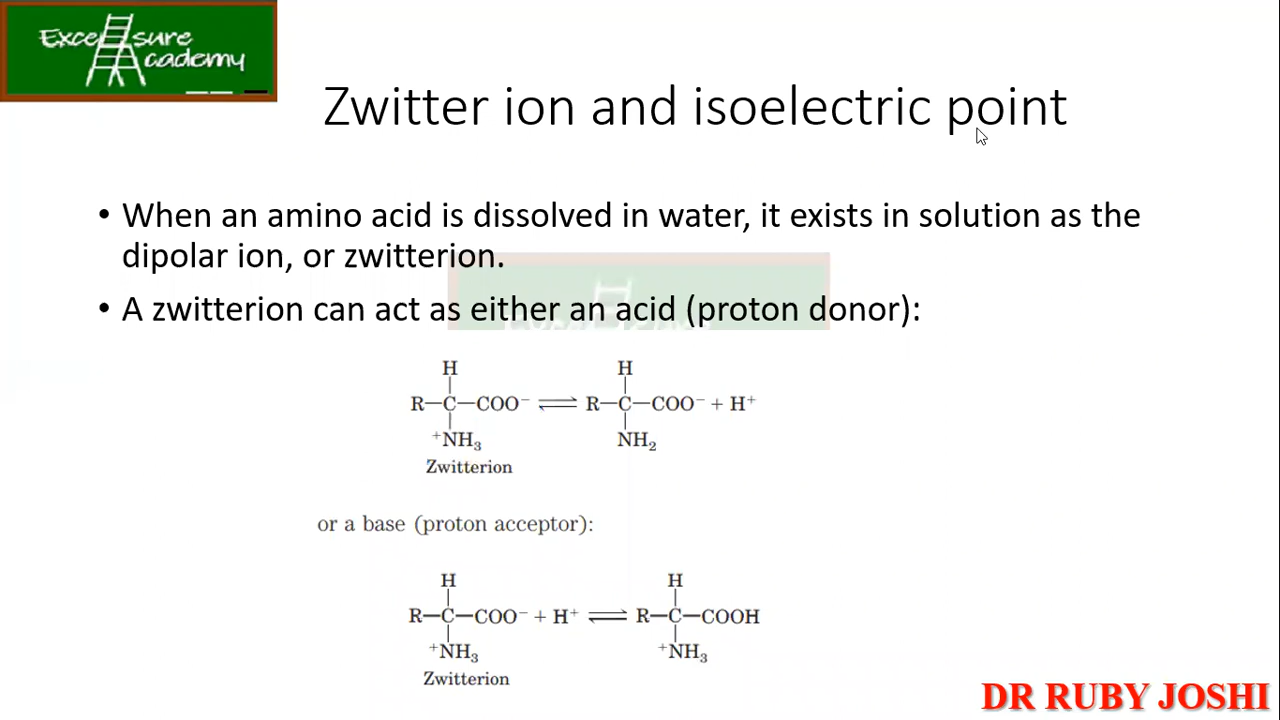 Excel sure
Academy
Zwitter ion and isoelectric point
• When an amino acid is dissolved in water, it exists in solution as the
dipolar ion, or zwitterion.
• A zwitterion can act as either an acid (proton donor):
H H
R—C—COO⁻ ⇌ R—C—COO⁻ + H⁺
⁺NH₃ NH₂
Zwitterion
or a base (proton acceptor):
H H
R—C—COO⁻ + H⁺ ⇌ R—C—COOH
⁺NH₃ ⁺NH₃
Zwitterion
DR RUBY JOSHI